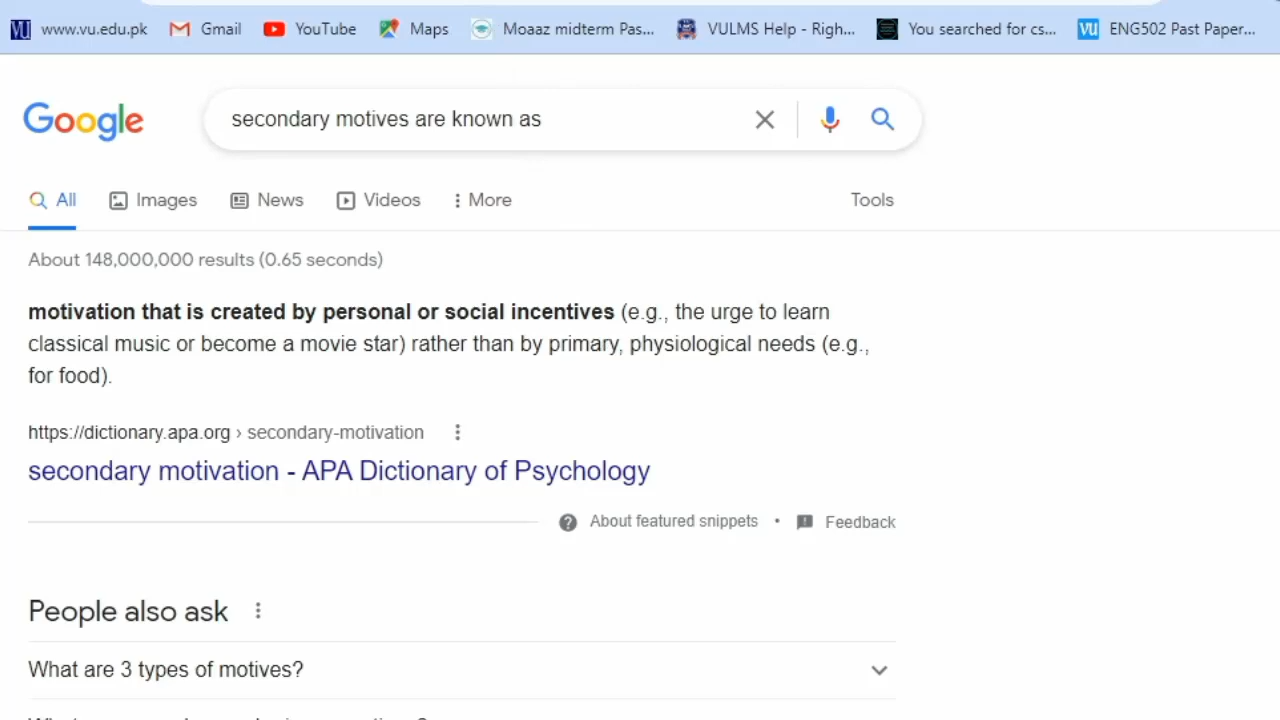 www.vu.edu.pk Gmail YouTube Maps Moaaz midterm Pas... VULMS Help - Righ... You searched for cs... VU ENG502 Past Paper...
Google secondary motives are known as
All Images News Videos More Tools
About 148,000,000 results (0.65 seconds)
motivation that is created by personal or social incentives (e.g., the urge to learn
classical music or become a movie star) rather than by primary, physiological needs (e.g.,
for food).
https://dictionary.apa.org › secondary-motivation
secondary motivation - APA Dictionary of Psychology
About featured snippets • Feedback
People also ask
What are 3 types of motives?